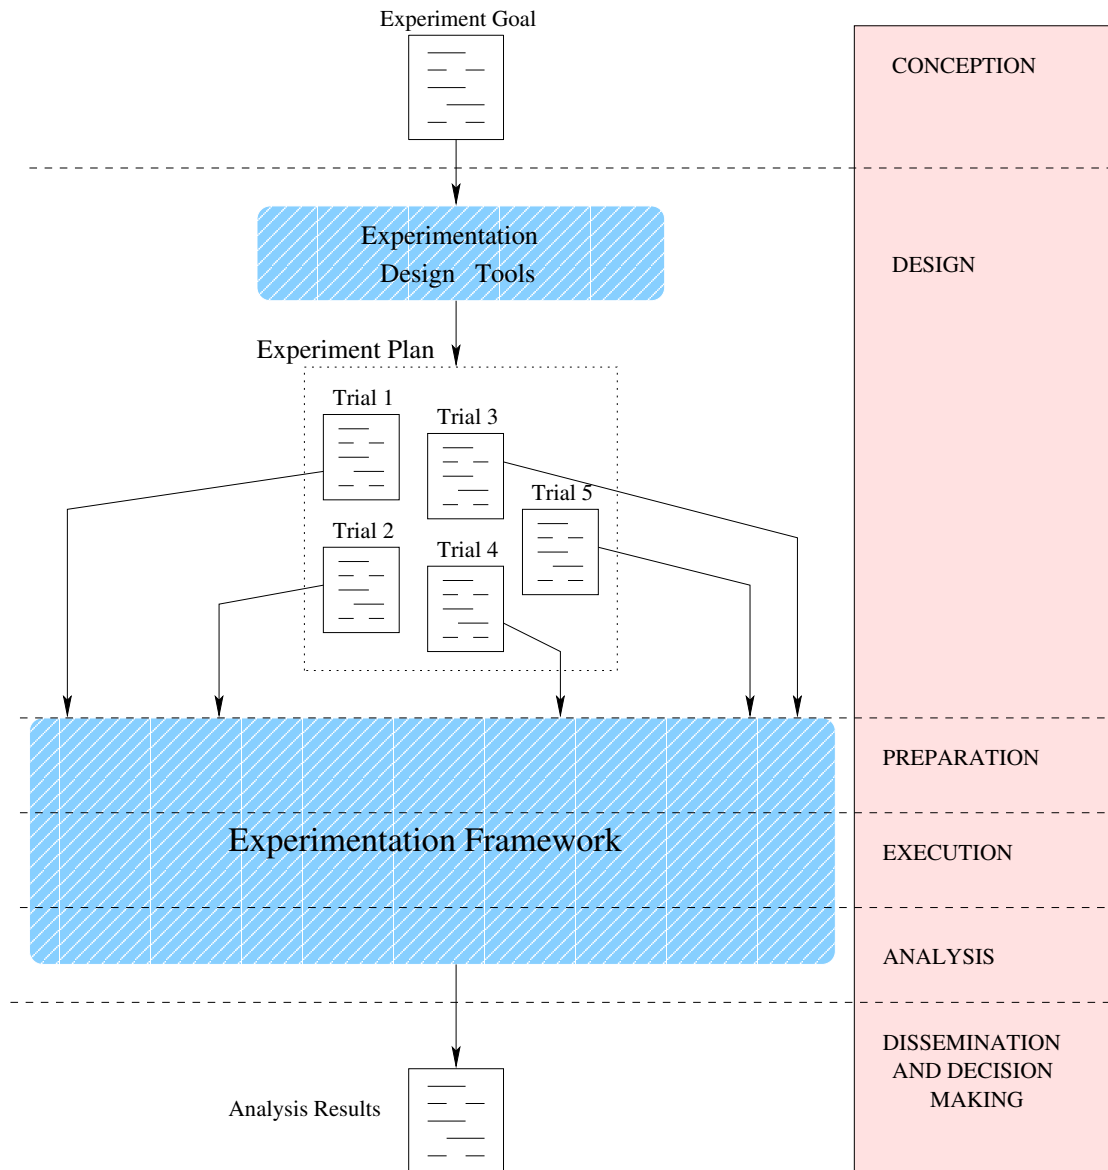 Experiment Goal
CONCEPTION
Experimentation
Design Tools
DESIGN
Experiment Plan
Trial 1
Trial 3
Trial 5
Trial 2
Trial 4
PREPARATION
Experimentation Framework
EXECUTION
ANALYSIS
DISSEMINATION
AND DECISION
MAKING
Analysis Results